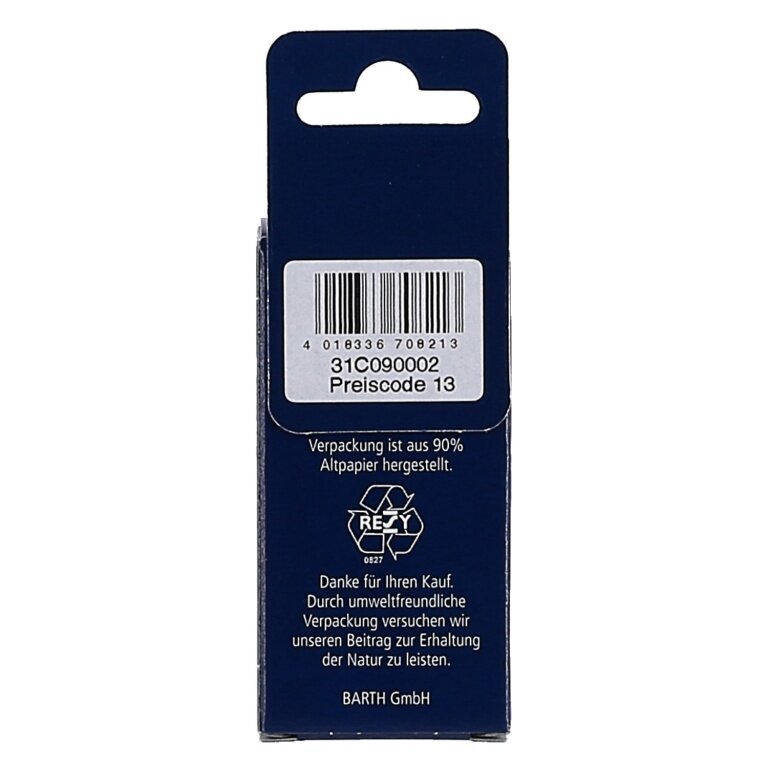 4 018336 708213
31C090002
Preiscode 13
Verpackung ist aus 90%
Altpapier hergestellt.
RESY
0827
Danke für Ihren Kauf.
Durch umweltfreundliche
Verpackung versuchen wir
unseren Beitrag zur Erhaltung
der Natur zu leisten.
BARTH GmbH